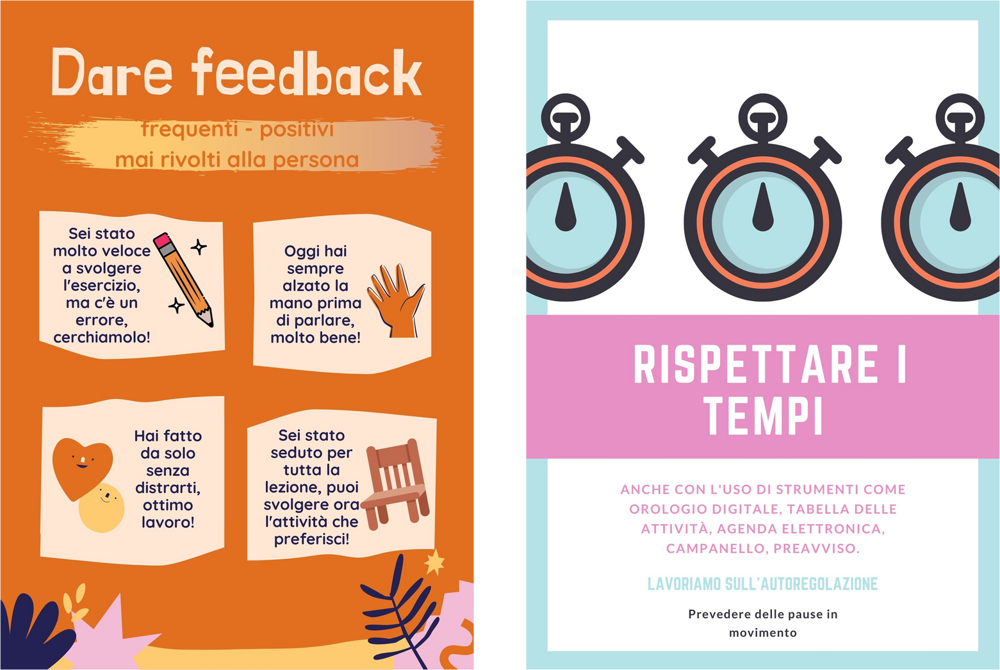 Dare feedback
frequenti - positivi
mai rivolti alla persona
Sei stato
molto veloce
a svolgere
l'esercizio,
ma c'è un
errore,
cerchiamolo!
Oggi hai
sempre
alzato la
mano prima
di parlare,
molto bene!
Hai fatto
da solo
senza
distrarti,
ottimo
lavoro!
Sei stato
seduto per
tutta la
lezione, puoi
svolgere ora
l'attività che
preferisci!
RISPETTARE I
TEMPI
ANCHE CON L'USO DI STRUMENTI COME
OROLOGIO DIGITALE, TABELLA DELLE
ATTIVITÀ, AGENDA ELETTRONICA,
CAMPANELLO, PREAVVISO.
LAVORIAMO SULL'AUTOREGOLAZIONE
Prevedere delle pause in
movimento